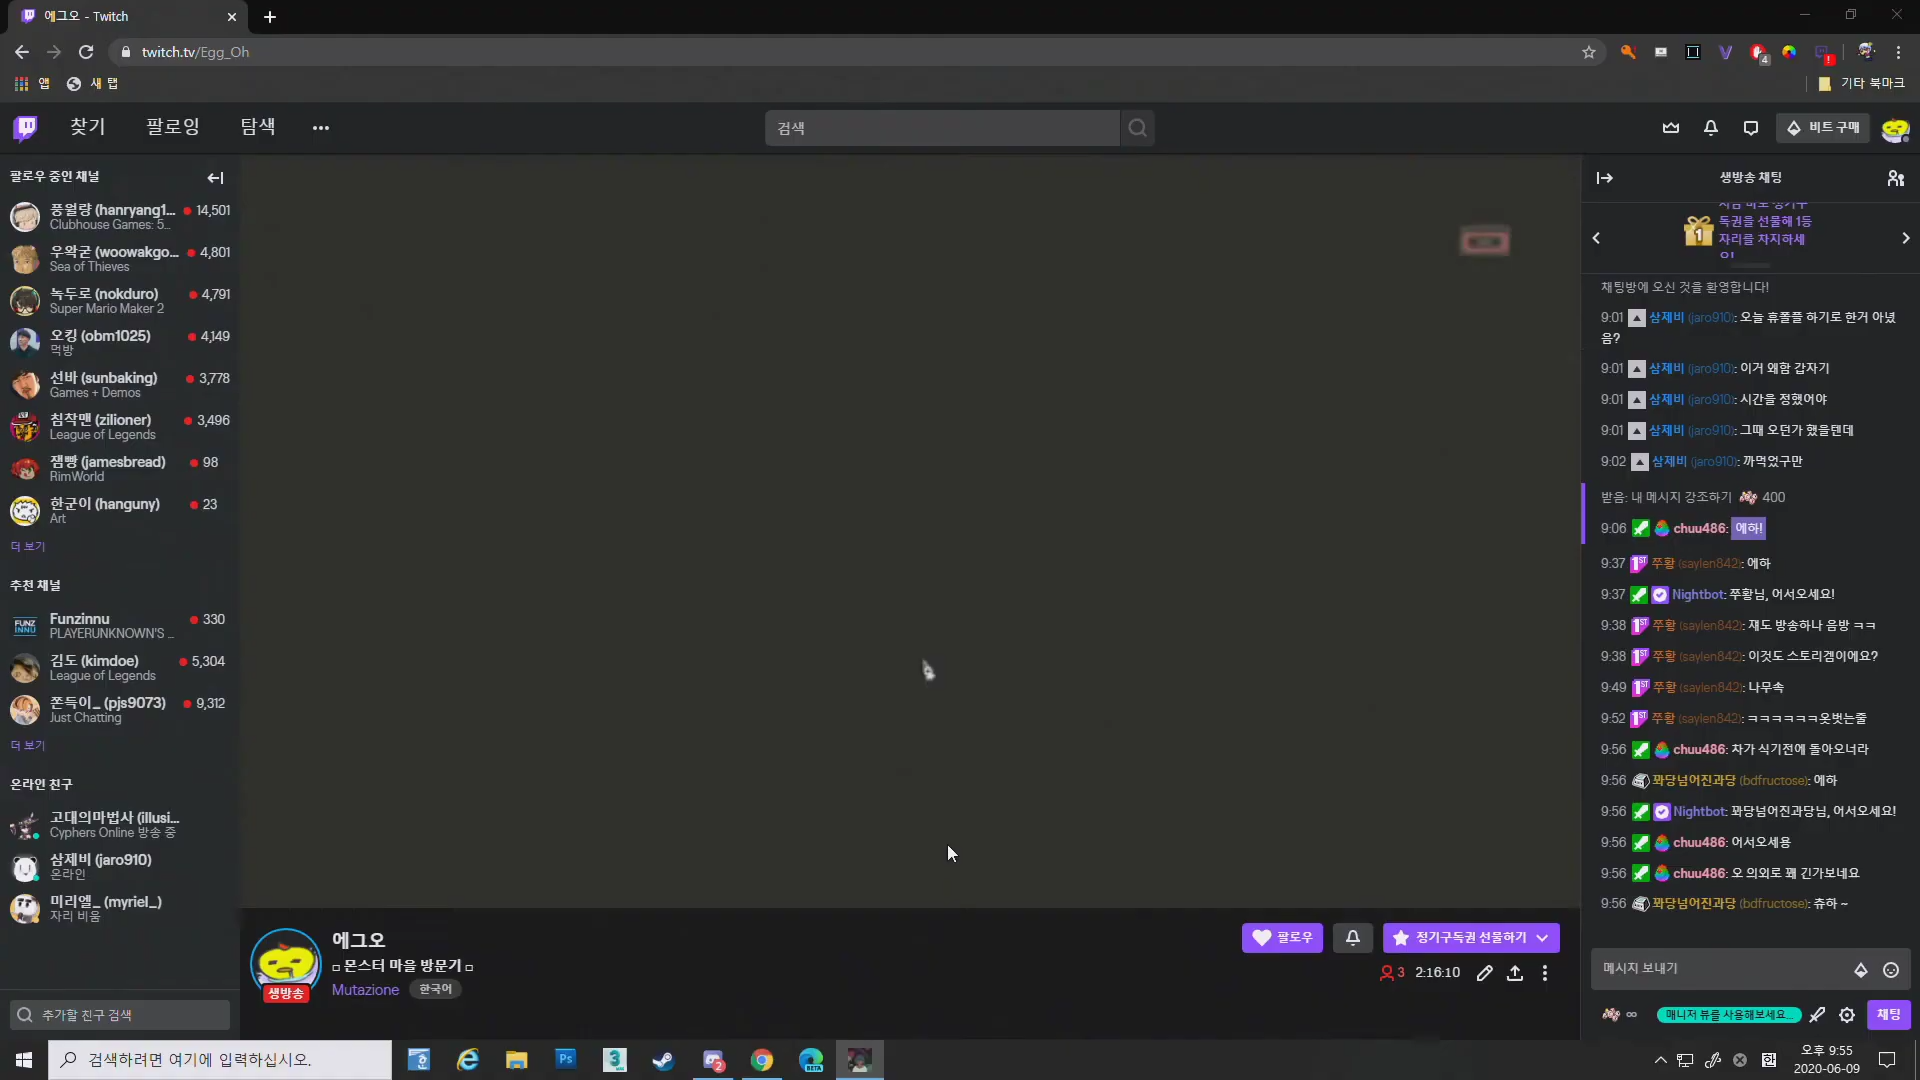 에그오 - Twitch
twitch.tv/Egg_Oh
앱
새 탭
기타 북마크
찾기
팔로잉
탐색
검색
비트 구매
팔로우 중인 채널
풍월량 (hanryang1...
14,501
Clubhouse Games: 5...
우왁굳 (woowakgo...
4,801
Sea of Thieves
녹두로 (nokduro)
4,791
Super Mario Maker 2
오킹 (obm1025)
4,149
먹방
선바 (sunbaking)
3,778
Games + Demos
침착맨 (zilioner)
3,496
League of Legends
잼빵 (jamesbread)
98
RimWorld
한군이 (hanguny)
23
Art
더 보기
추천 채널
Funzinnu
330
PLAYERUNKNOWN'S ...
김도 (kimdoe)
5,304
League of Legends
쫀득이_ (pjs9073)
9,312
Just Chatting
더 보기
온라인 친구
고대의마법사 (illusi...
Cyphers Online 방송 중
삼제비 (jaro910)
온라인
미리엘_ (myriel_)
자리 비움
추가할 친구 검색
에그오
▫ 몬스터 마을 방문기 ▫
Mutazione
한국어
생방송
팔로우
정기구독권 선물하기
3
2:16:10
생방송 채팅
독권을 선물해 1등
자리를 차지하세
요!
채팅방에 오신 것을 환영합니다!
9:01 삼제비 (jaro910): 오늘 휴폴플 하기로 한거 아녔
음?
9:01 삼제비 (jaro910): 이거 왜함 갑자기
9:01 삼제비 (jaro910): 시간을 정했어야
9:01 삼제비 (jaro910): 그때 오던가 했을텐데
9:02 삼제비 (jaro910): 까먹었구만
받음: 내 메시지 강조하기 400
9:06 chuu486: 에하!
9:37 쭈황 (saylen842): 에하
9:37 Nightbot: 쭈황님, 어서오세요!
9:38 쭈황 (saylen842): 쟤도 방송하나 음방 ㅋㅋ
9:38 쭈황 (saylen842): 이것도 스토리겜이에요?
9:49 쭈황 (saylen842): 나무속
9:52 쭈황 (saylen842): ㅋㅋㅋㅋㅋㅋ옷벗는줄
9:56 chuu486: 차가 식기전에 돌아오너라
9:56 꽈당넘어진과당 (bdfructose): 에하
9:56 Nightbot: 꽈당넘어진과당님, 어서오세요!
9:56 chuu486: 어서오세용
9:56 chuu486: 오 의외로 꽤 긴가보네요
9:56 꽈당넘어진과당 (bdfructose): 츄하 ~
메시지 보내기
매니저 뷰를 사용해보세요...
채팅
검색하려면 여기에 입력하십시오.
오후 9:55
2020-06-09